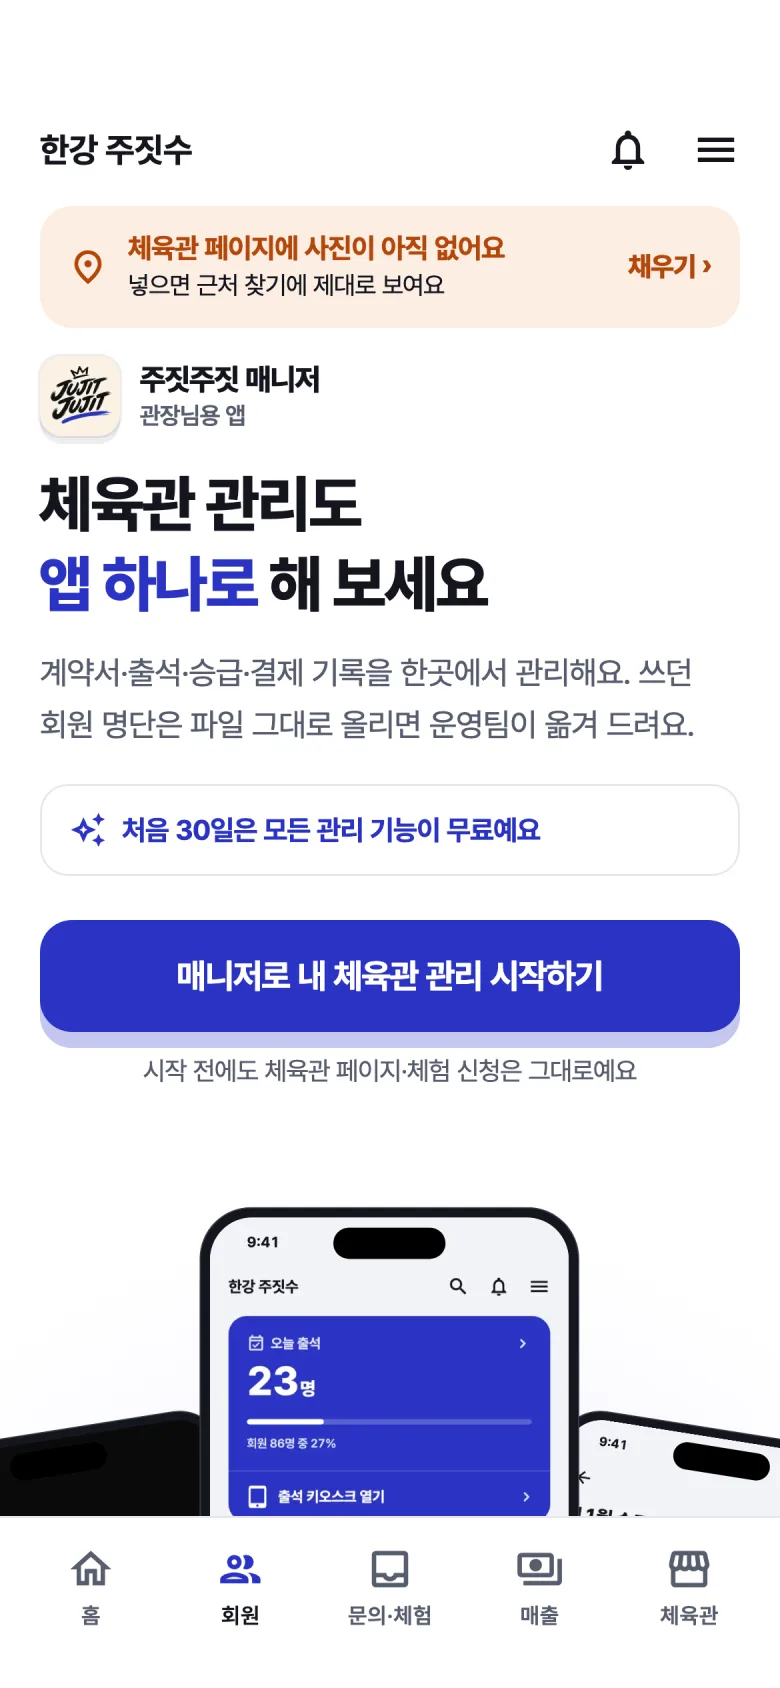 한강 주짓수
체육관 페이지에 사진이 아직 없어요
넣으면 근처 찾기에 제대로 보여요
채우기 ›
JUJIT
JUJIT
주짓주짓 매니저
관장님용 앱
체육관 관리도
앱 하나로 해 보세요
계약서·출석·승급·결제 기록을 한곳에서 관리해요. 쓰던
회원 명단은 파일 그대로 올리면 운영팀이 옮겨 드려요.
처음 30일은 모든 관리 기능이 무료예요
매니저로 내 체육관 관리 시작하기
시작 전에도 체육관 페이지·체험 신청은 그대로예요
9:41
한강 주짓수
오늘 출석
23명
회원 86명 중 27%
출석 키오스크 열기
9:41
홈
회원
문의·체험
매출
체육관